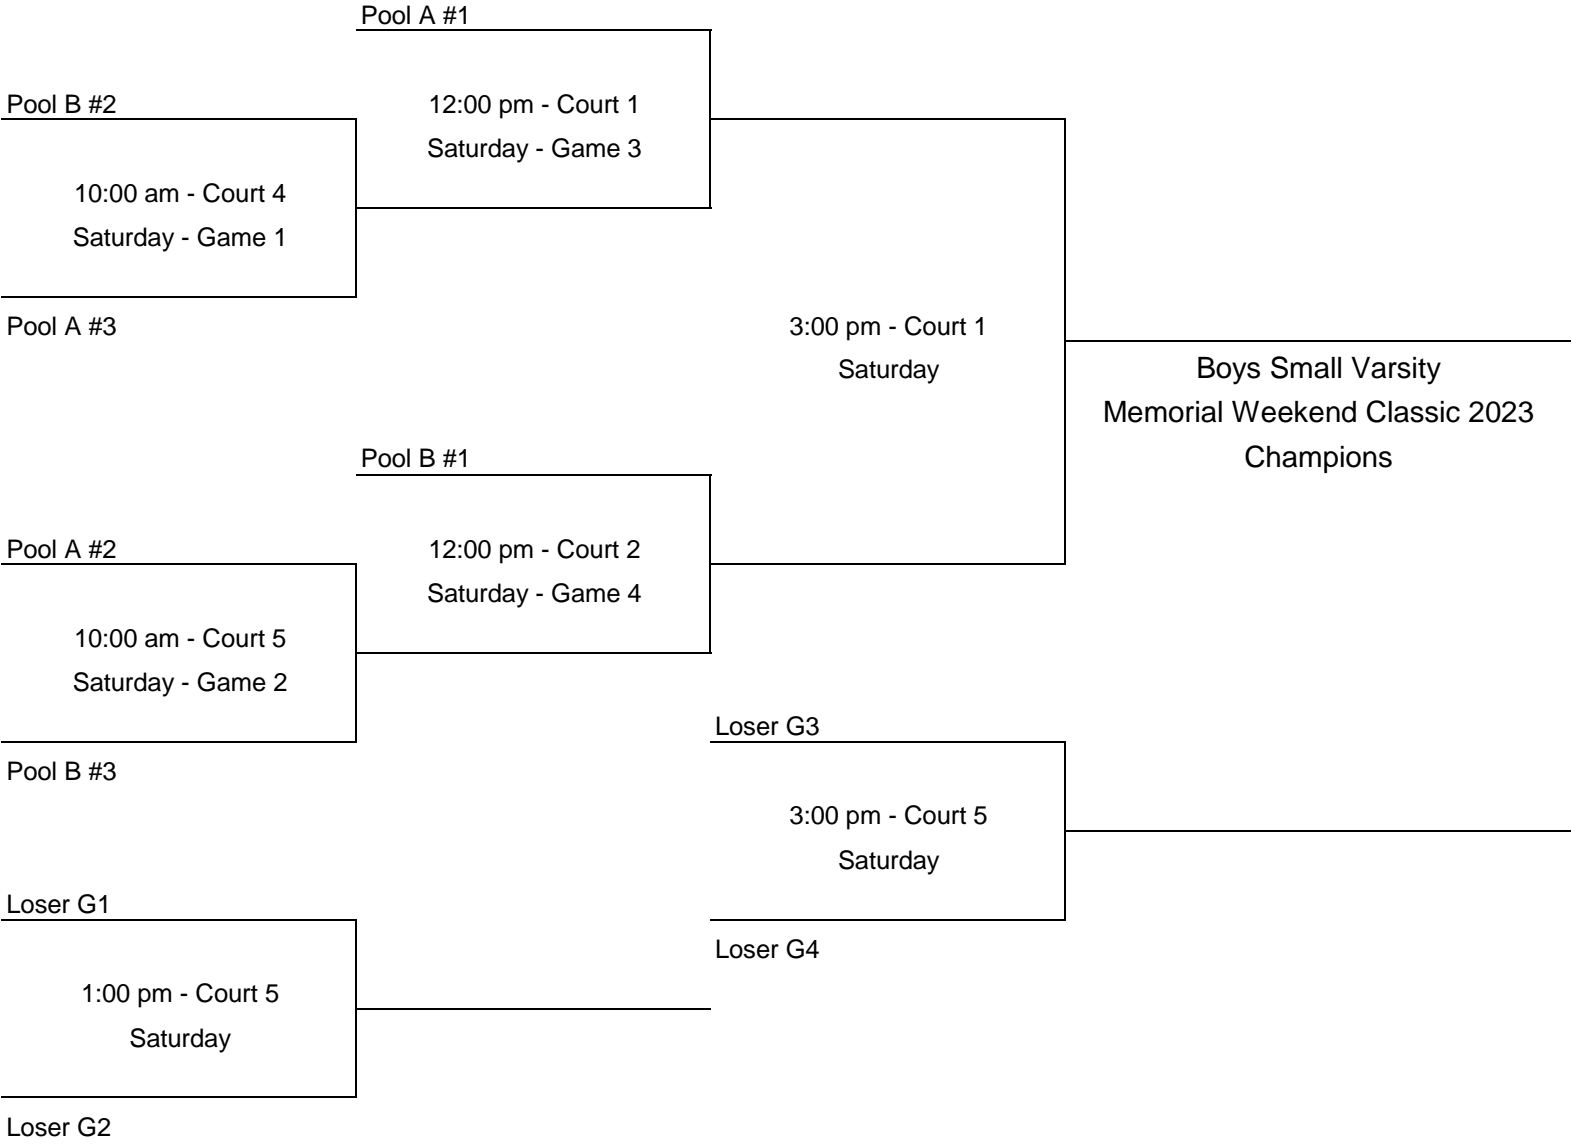 Pool A #1
Pool B #2
12:00 pm - Court 1
Saturday - Game 3
10:00 am - Court 4
Saturday - Game 1
Pool A #3
3:00 pm - Court 1
Saturday
Boys Small Varsity
Memorial Weekend Classic 2023
Champions
Pool B #1
Pool A #2
12:00 pm - Court 2
Saturday - Game 4
10:00 am - Court 5
Saturday - Game 2
Pool B #3
Loser G3
3:00 pm - Court 5
Saturday
Loser G4
Loser G1
1:00 pm - Court 5
Saturday
Loser G2